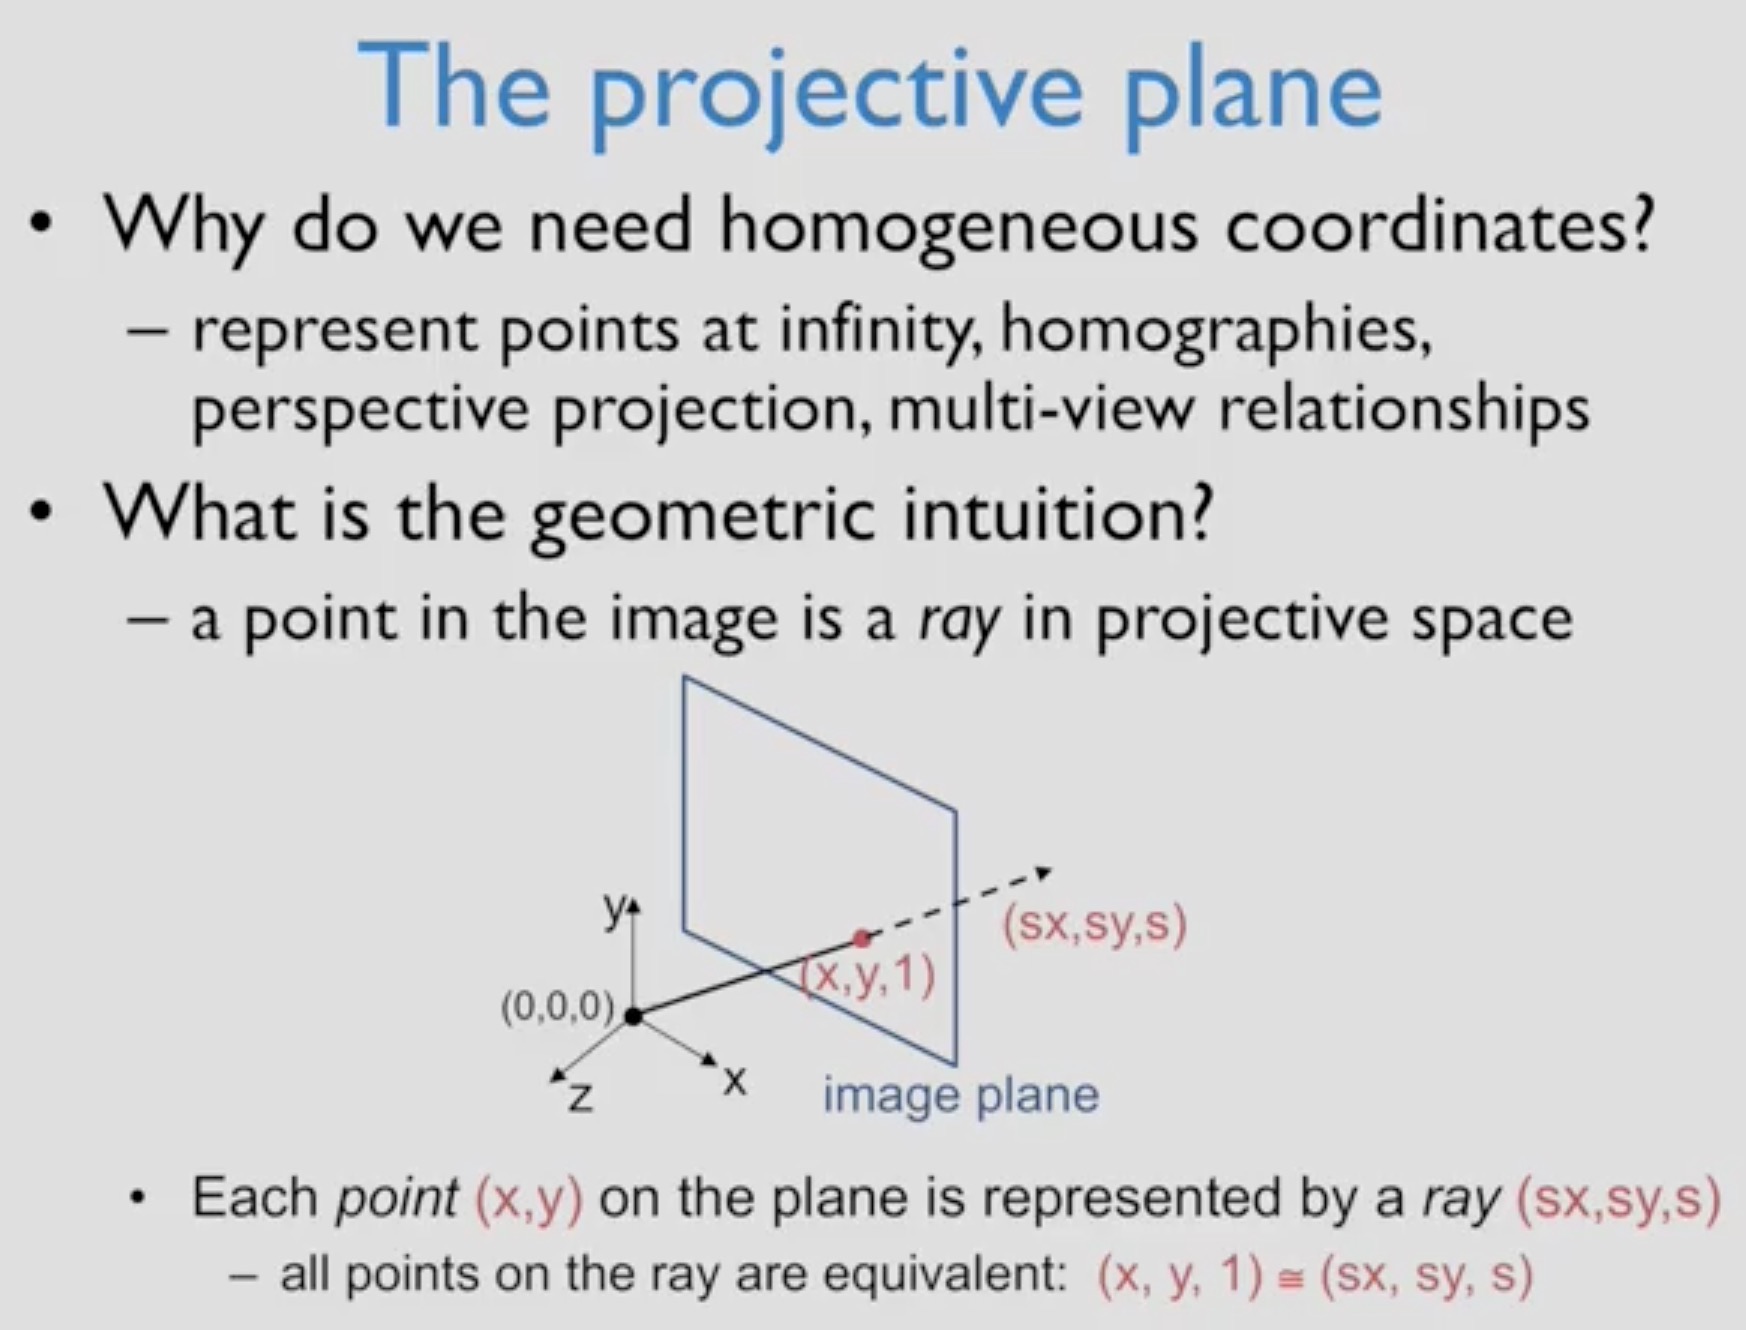 The projective plane
• Why do we need homogeneous coordinates?
– represent points at infinity, homographies,
perspective projection, multi-view relationships
• What is the geometric intuition?
– a point in the image is a ray in projective space
y
(sx,sy,s)
(x,y,1)
(0,0,0)
x
z
image plane
• Each point (x,y) on the plane is represented by a ray (sx,sy,s)
– all points on the ray are equivalent: (x, y, 1) ≅ (sx, sy, s)